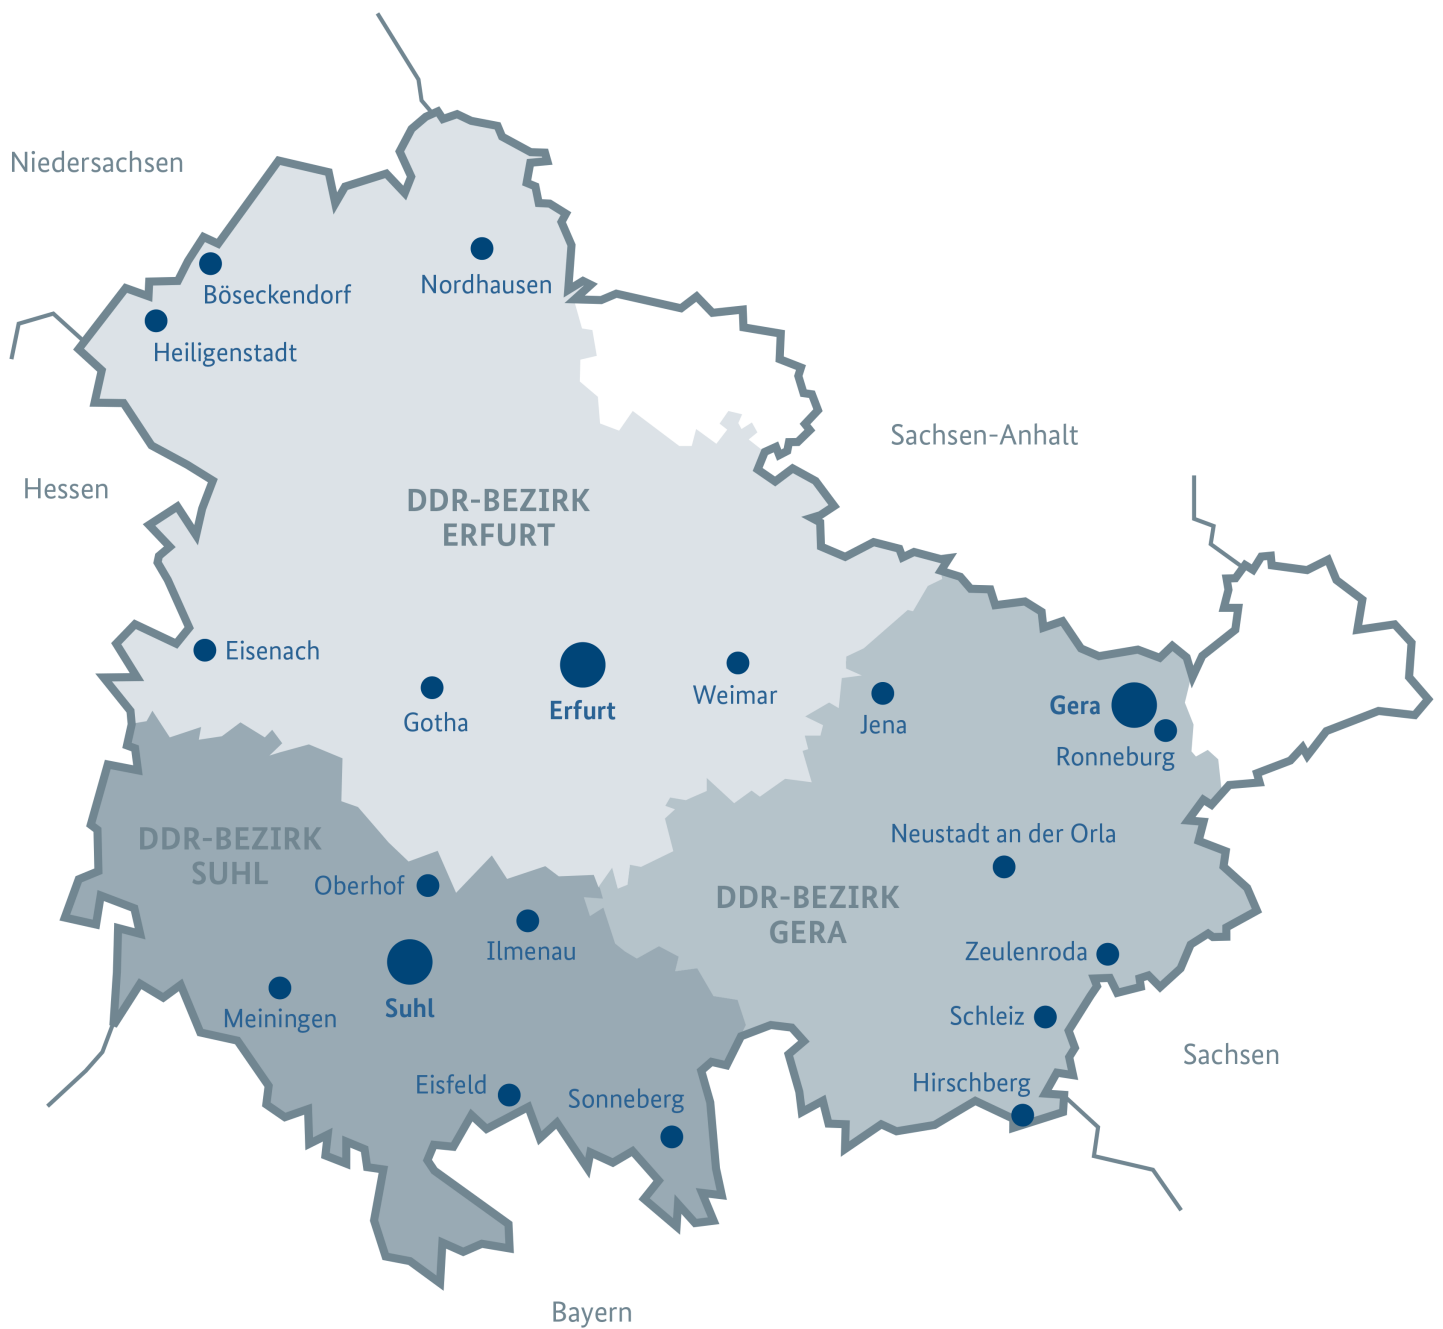 Niedersachsen
Böseckendorf
Nordhausen
Heiligenstadt
Sachsen-Anhalt
Hessen
DDR-BEZIRK
ERFURT
Eisenach
Gotha
Erfurt
Weimar
Jena
Gera
Ronneburg
DDR-BEZIRK
SUHL
Oberhof
Ilmenau
Suhl
Meiningen
Eisfeld
Sonneberg
Neustadt an der Orla
DDR-BEZIRK
GERA
Zeulenroda
Schleiz
Hirschberg
Sachsen
Bayern